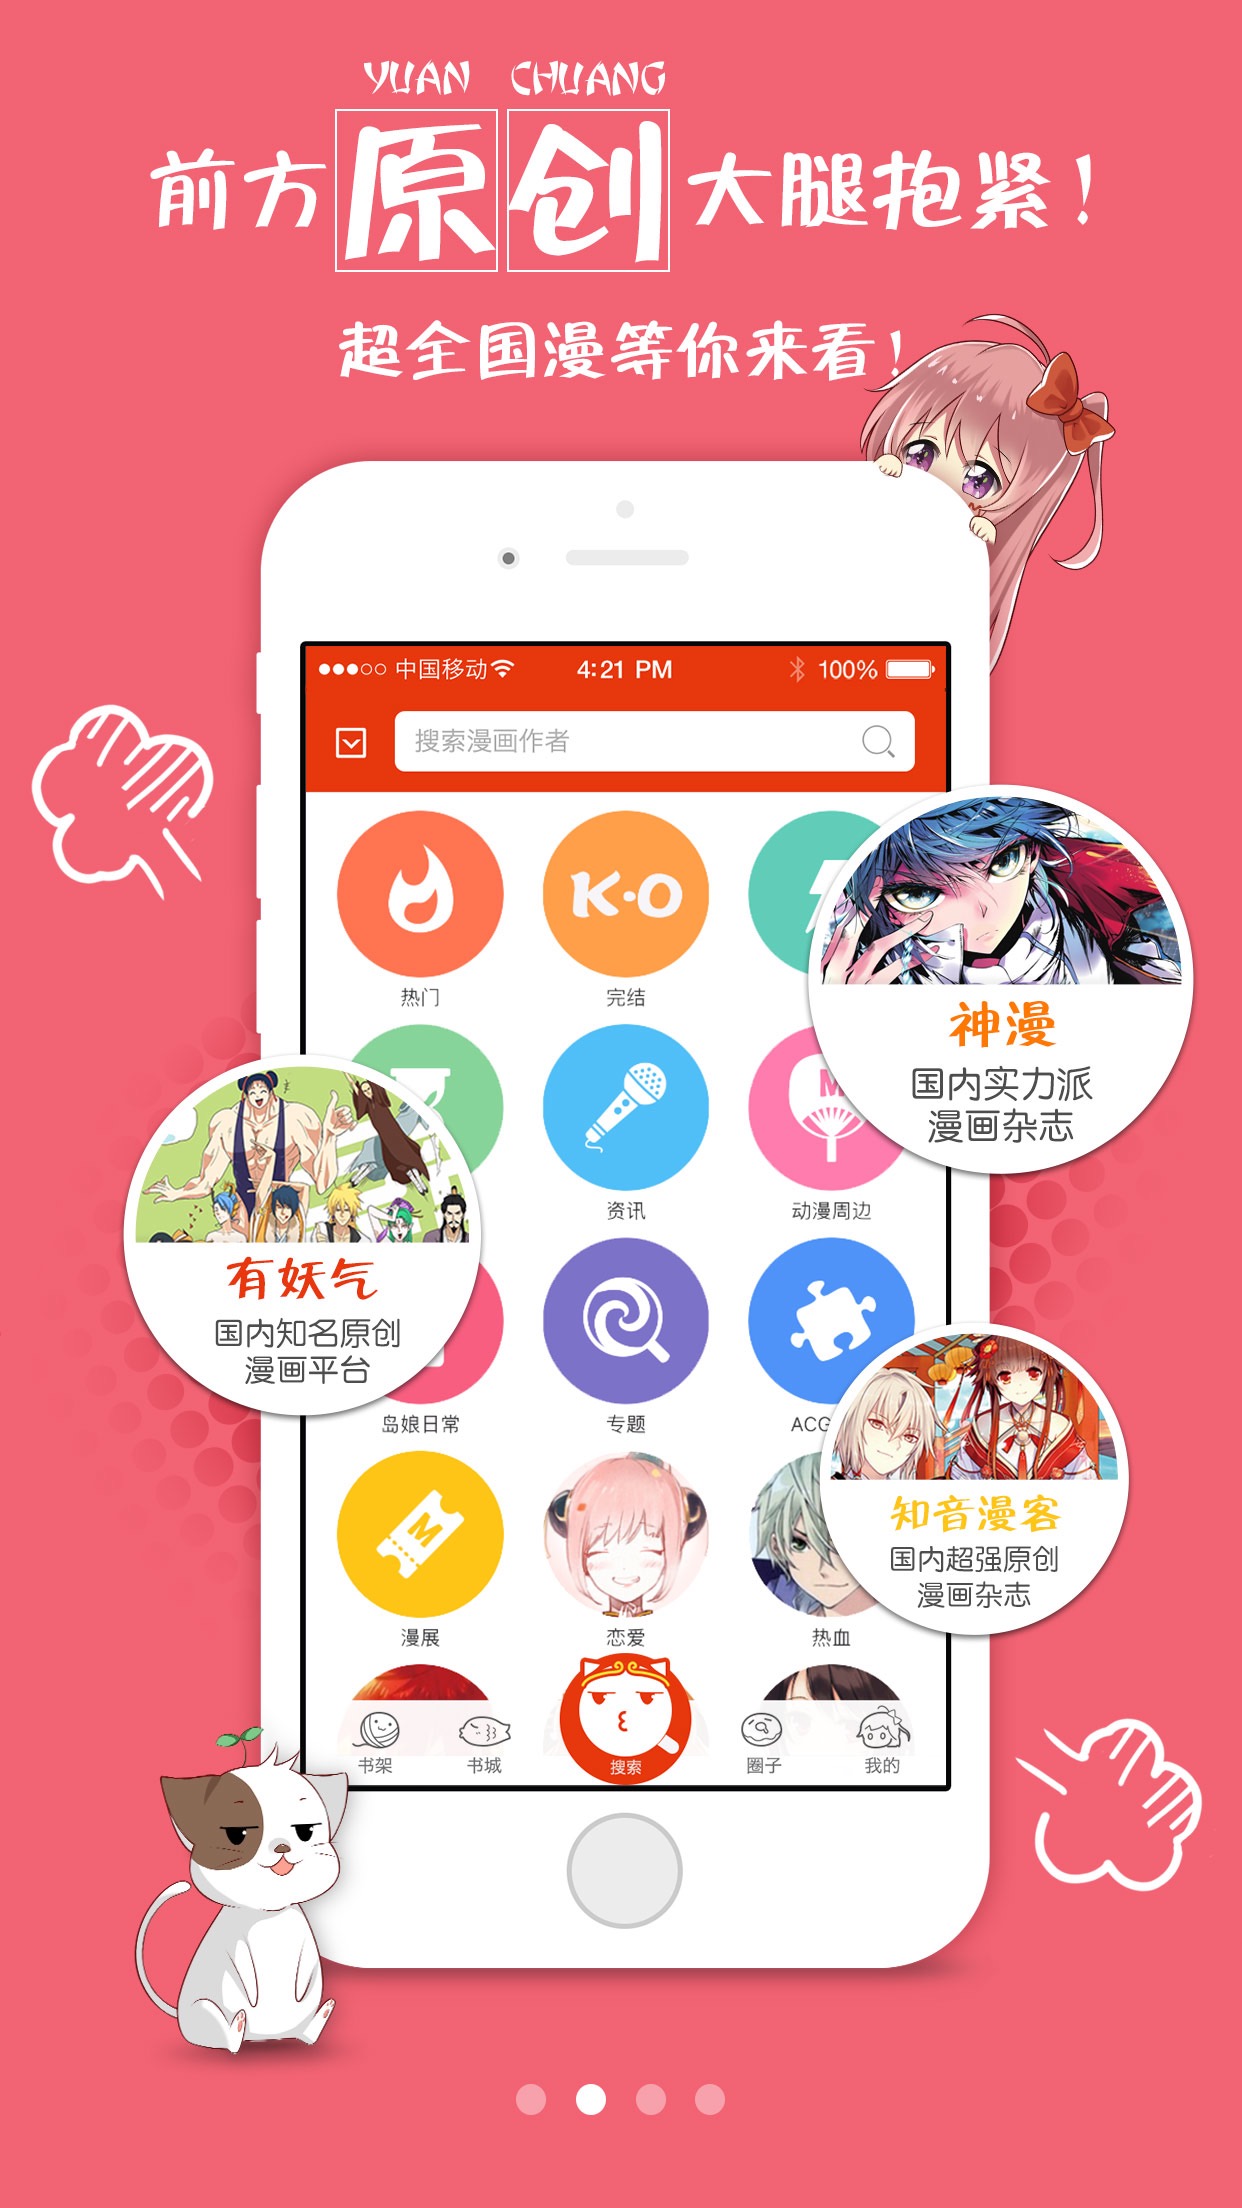 YUAN CHUANG
前方原创大腿抱紧！
超全国漫等你来看！
中国移动 4:21 PM 100%
搜索漫画作者
K·O
热门 完结
神漫
国内实力派
漫画杂志
M
资讯 动漫周边
有妖气
国内知名原创
漫画平台
岛娘日常 专题 ACG
知音漫客
国内超强原创
漫画杂志
M
漫展 恋爱 热血
书架 书城 搜索 圈子 我的